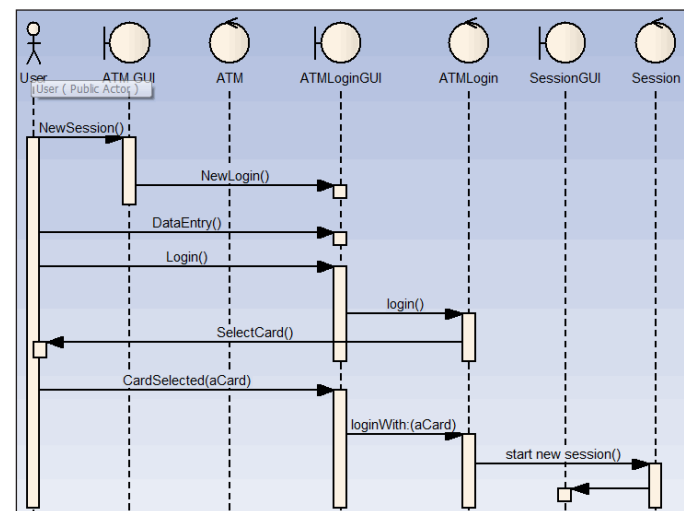 User
ATM GUI
ATM
ATMLoginGUI
ATMLogin
SessionGUI
Session
User ( Public Actor )
NewSession()
NewLogin()
DataEntry()
Login()
login()
SelectCard()
CardSelected(aCard)
loginWith:(aCard)
start new session()